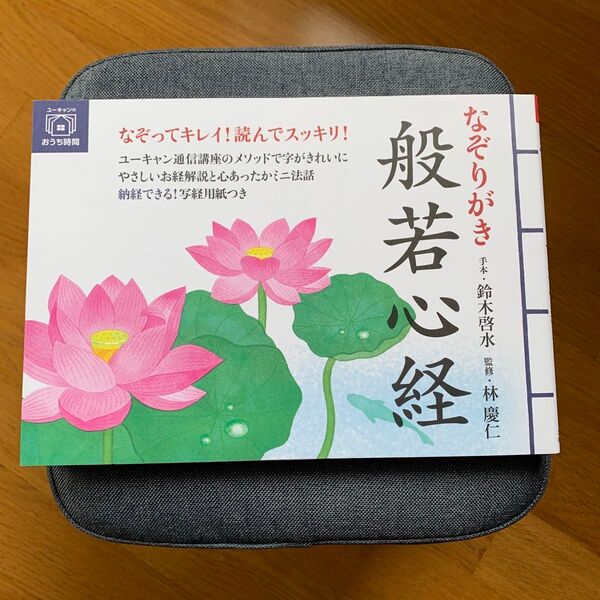 ユーキャンの
おうち時間
なぞってキレイ!読んでスッキリ!
ユーキャン通信講座のメソッドで字がきれいに
やさしいお経解説と心あったかミニ法話
納経できる!写経用紙つき
なぞりがき
般若心経
手本・鈴木啓水
監修・林慶仁